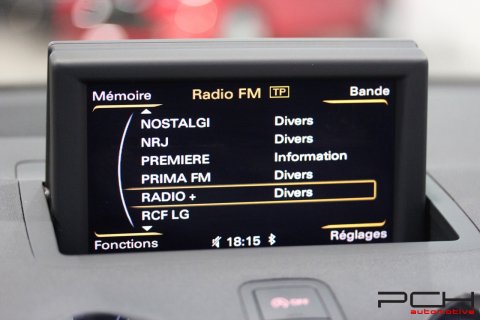 Mémoire Radio FM TP Bande
NOSTALGI Divers
NRJ Divers
PREMIERE Information
PRIMA FM Divers
RADIO + Divers
RCF LG
Fonctions 18:15 Réglages
OFF
PCH
automotive